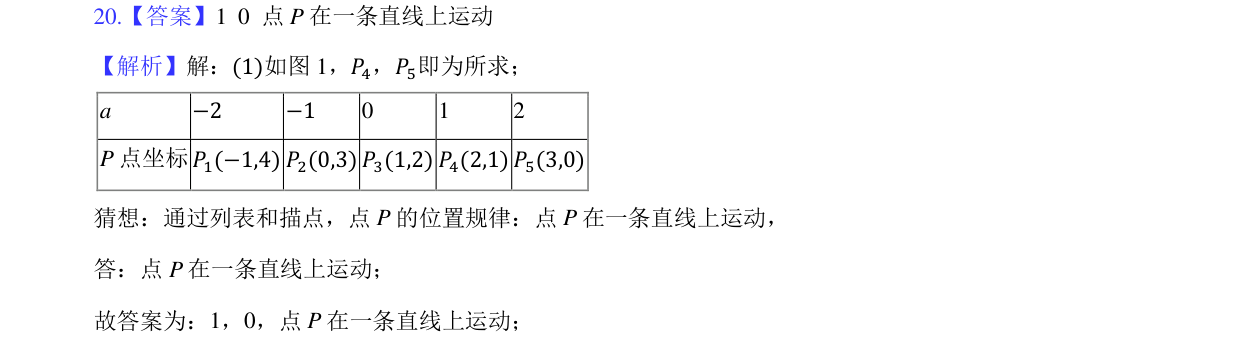 20.【答案】1 0 点 P 在一条直线上运动
【解析】解：(1)如图 1，P₄，P₅即为所求；
a −2 −1 0 1 2
P 点坐标 P₁(−1,4) P₂(0,3) P₃(1,2) P₄(2,1) P₅(3,0)
猜想：通过列表和描点，点 P 的位置规律：点 P 在一条直线上运动，
答：点 P 在一条直线上运动；
故答案为：1，0，点 P 在一条直线上运动；